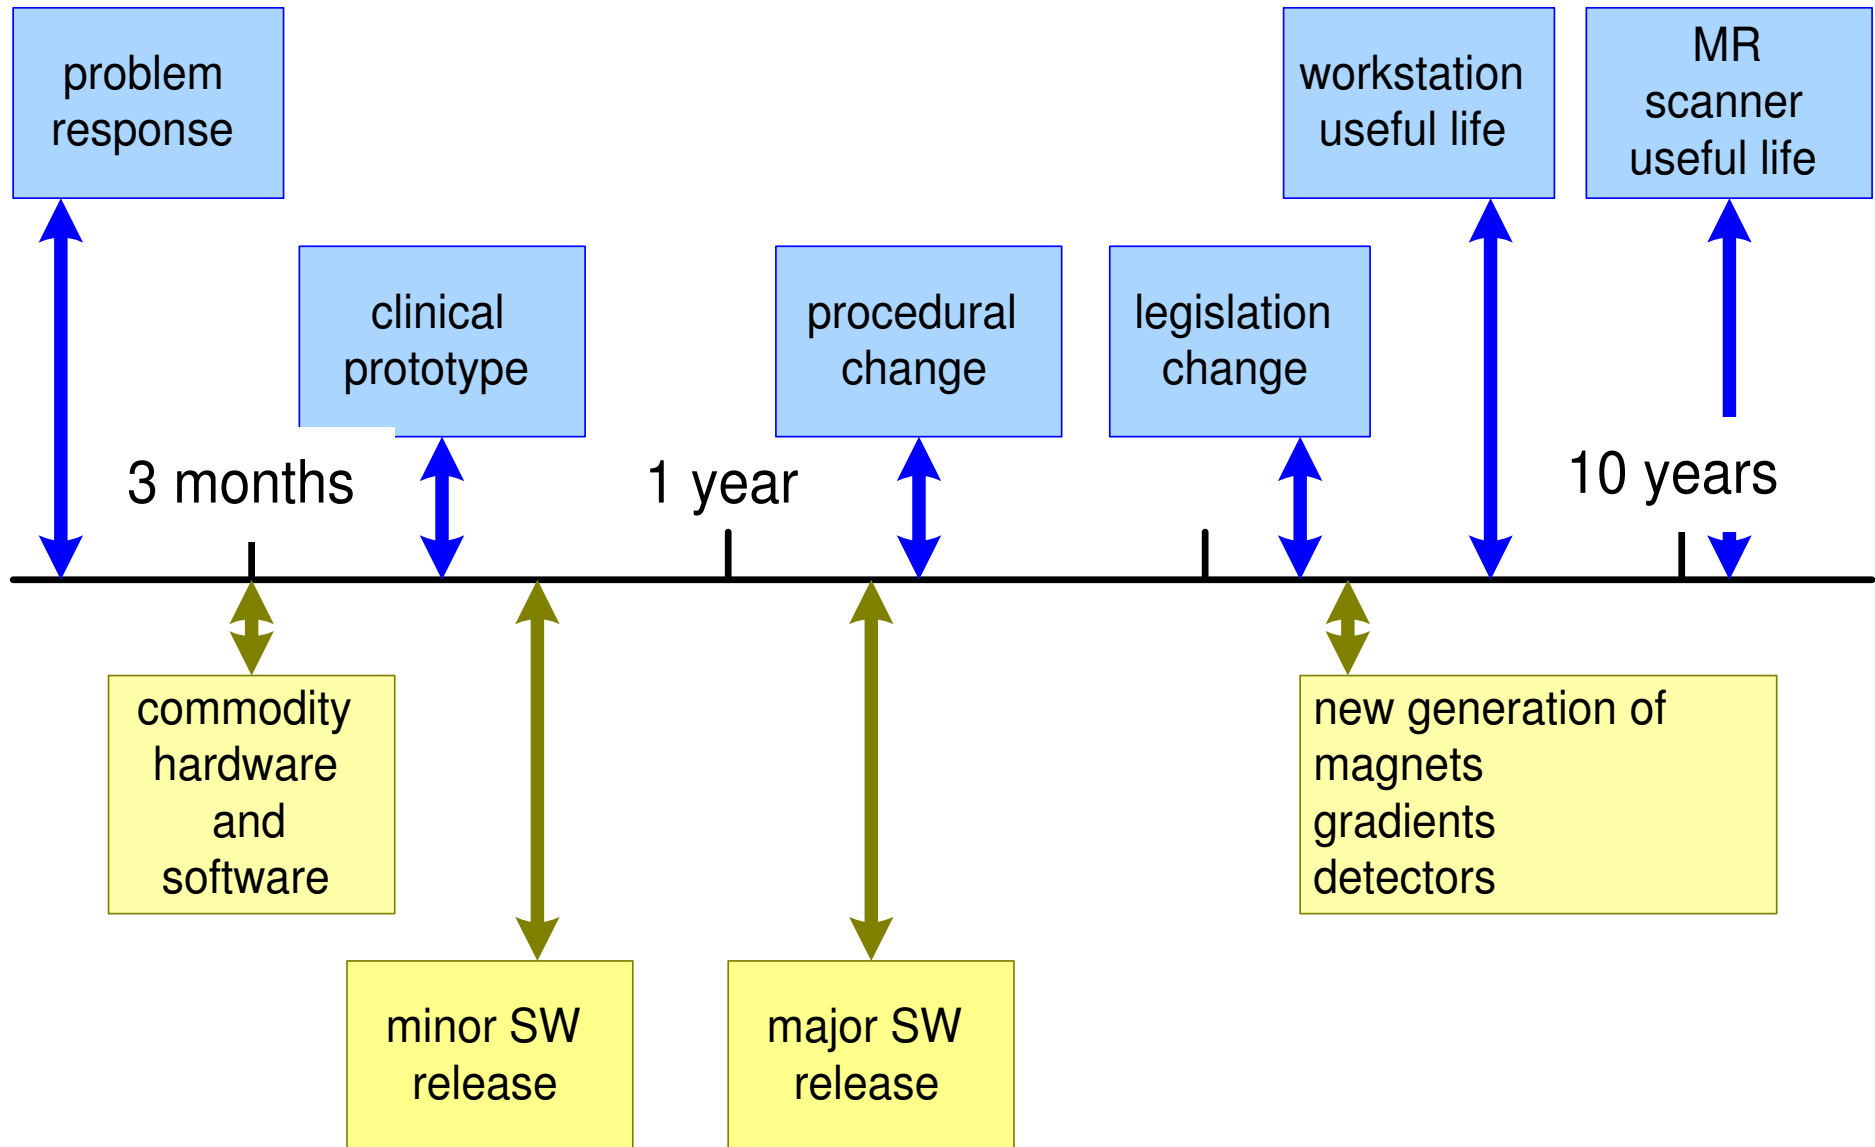 problem
response
workstation
useful life
MR
scanner
useful life
clinical
prototype
procedural
change
legislation
change
3 months
1 year
10 years
commodity
hardware
and
software
new generation of
magnets
gradients
detectors
minor SW
release
major SW
release